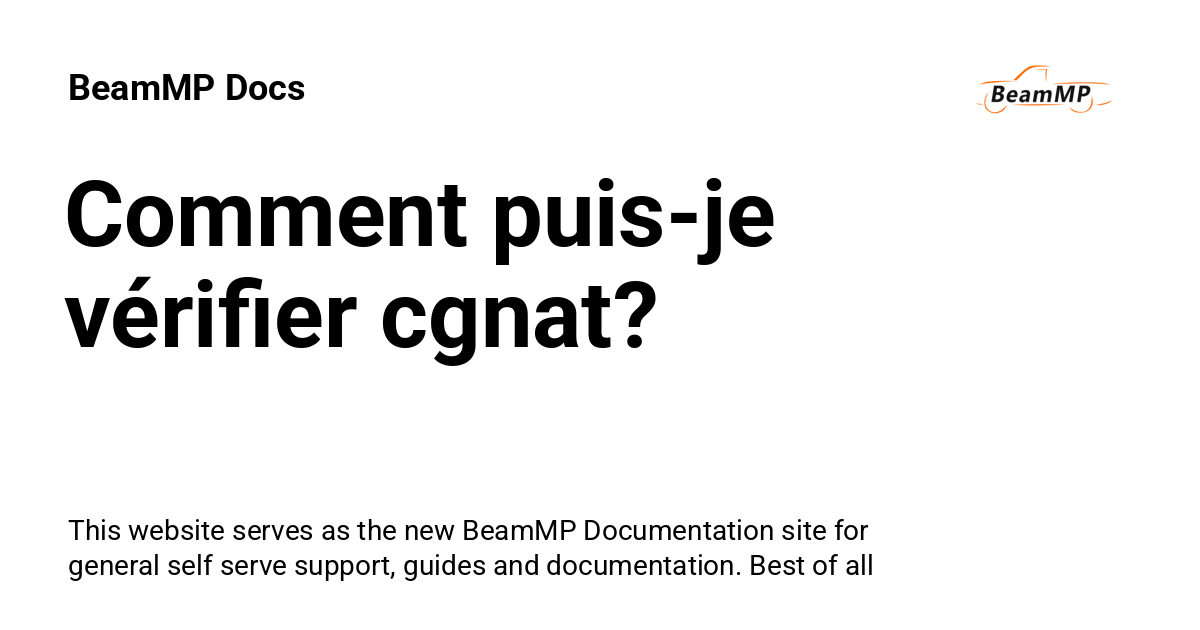 BeamMP Docs
BeamMP
Comment puis-je
vérifier cgnat?
This website serves as the new BeamMP Documentation site for
general self serve support, guides and documentation. Best of all